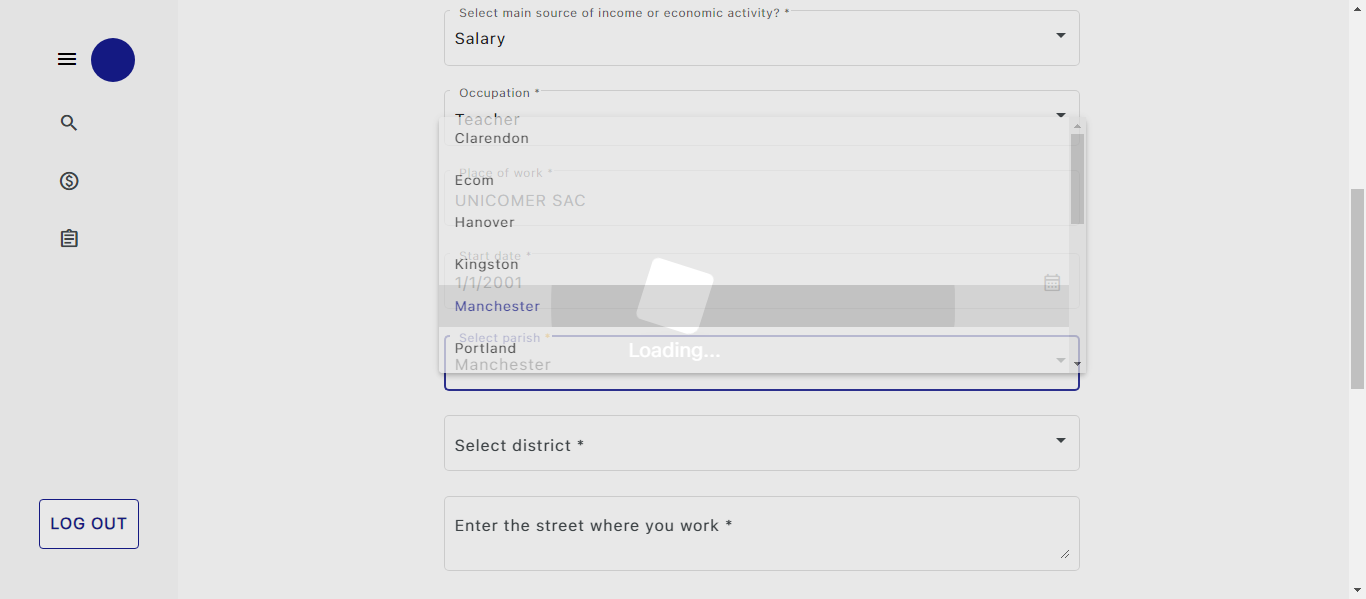 Select main source of income or economic activity? *
Salary
Occupation *
Teacher
Clarendon
Place of work *
Ecom
UNICOMER SAC
Hanover
Start date *
Kingston
1/1/2001
Manchester
Select parish *
Portland
Loading...
Manchester
Select district *
Enter the street where you work *
LOG OUT